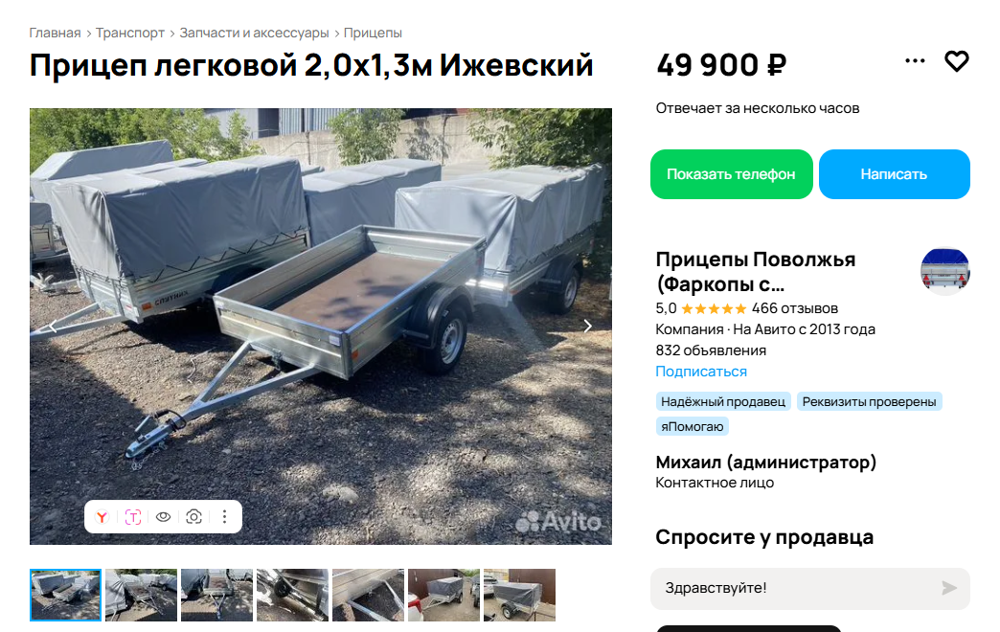 Главная › Транспорт › Запчасти и аксессуары › Прицепы
Прицеп легковой 2,0х1,3м Ижевский
49 900 ₽
Отвечает за несколько часов
Показать телефон
Написать
СПУТНИК
Avito
Прицепы Поволжья
(Фаркопы с...
5,0 ★★★★★ 466 отзывов
Компания · На Авито с 2013 года
832 объявления
Подписаться
Надёжный продавец
Реквизиты проверены
яПомогаю
Михаил (администратор)
Контактное лицо
Спросите у продавца
Здравствуйте!